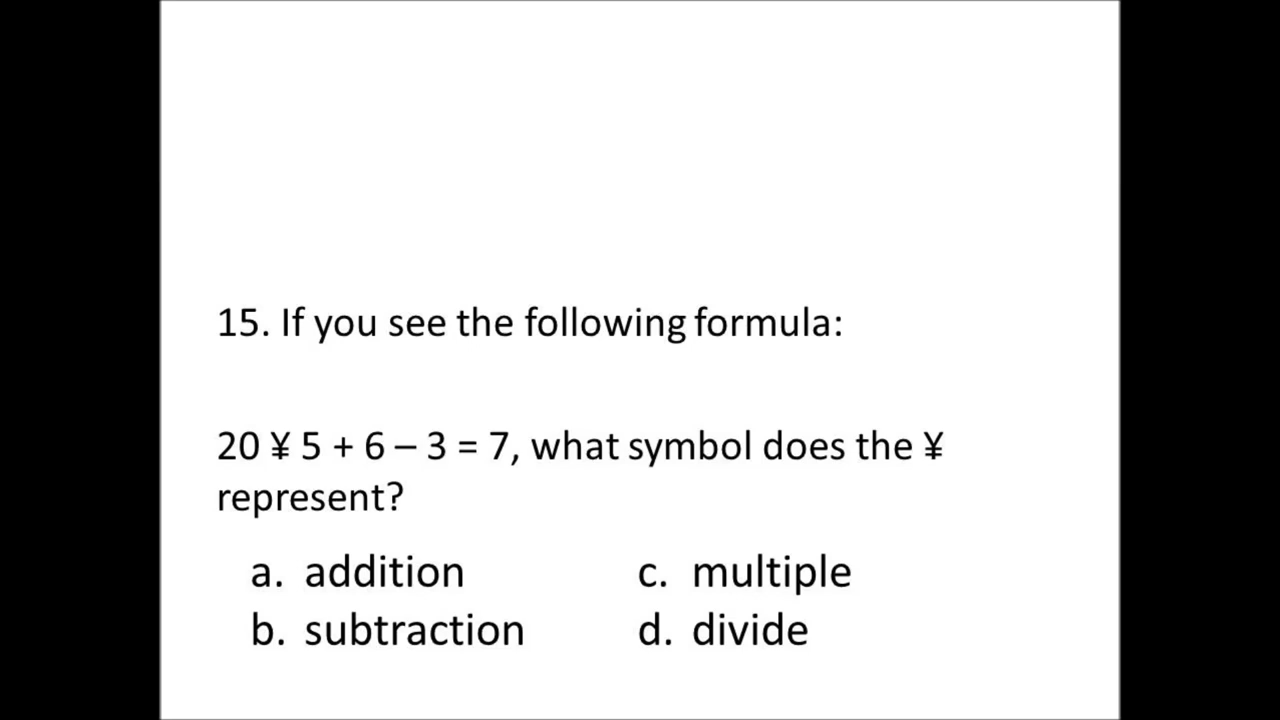 15. If you see the following formula:
20 ¥ 5 + 6 – 3 = 7, what symbol does the ¥
represent?
a. addition c. multiple
b. subtraction d. divide